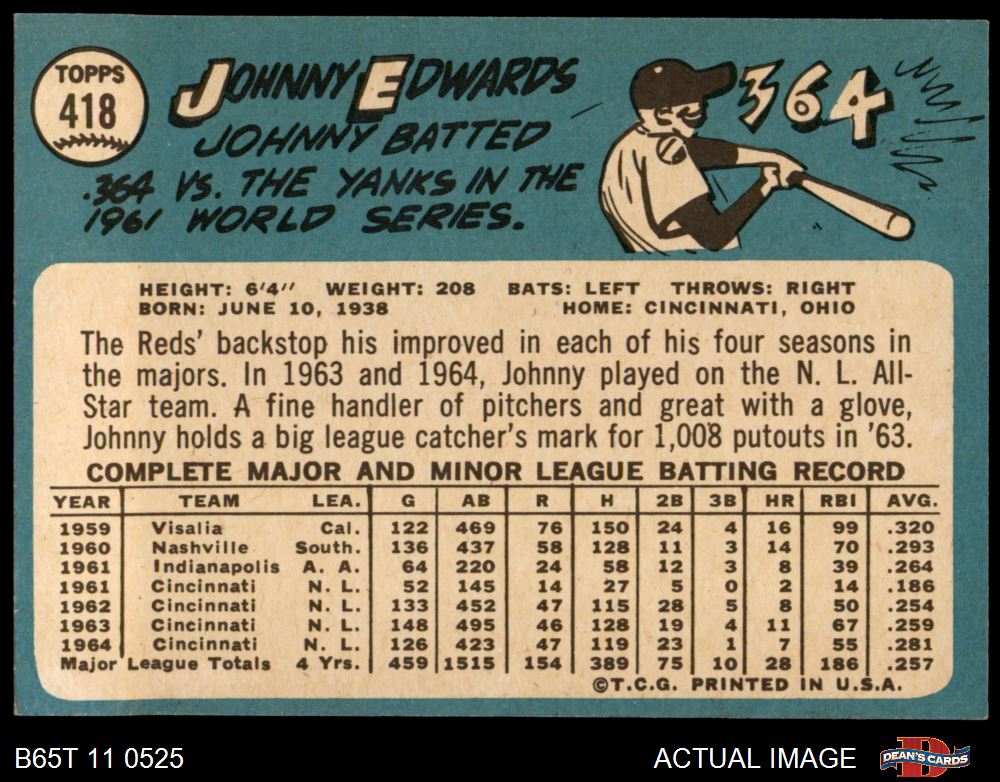 TOPPS
418
JOHNNY EDWARDS
JOHNNY BATTED
.364 VS. THE YANKS IN THE
1961 WORLD SERIES.
364
HEIGHT: 6'4" WEIGHT: 208 BATS: LEFT THROWS: RIGHT
BORN: JUNE 10, 1938 HOME: CINCINNATI, OHIO
The Reds' backstop his improved in each of his four seasons in
the majors. In 1963 and 1964, Johnny played on the N. L. All-
Star team. A fine handler of pitchers and great with a glove,
Johnny holds a big league catcher's mark for 1,008 putouts in '63.
COMPLETE MAJOR AND MINOR LEAGUE BATTING RECORD
YEAR TEAM LEA. G AB R H 2B 3B HR RBI AVG.
1959 Visalia Cal. 122 469 76 150 24 4 16 99 .320
1960 Nashville South. 136 437 58 128 11 3 14 70 .293
1961 Indianapolis A. A. 64 220 24 58 12 3 8 39 .264
1961 Cincinnati N. L. 52 145 14 27 5 0 2 14 .186
1962 Cincinnati N. L. 133 452 47 115 28 5 8 50 .254
1963 Cincinnati N. L. 148 495 46 128 19 4 11 67 .259
1964 Cincinnati N. L. 126 423 47 119 23 1 7 55 .281
Major League Totals 4 Yrs. 459 1515 154 389 75 10 28 186 .257
©T.C.G. PRINTED IN U.S.A.
B65T 11 0525 ACTUAL IMAGE DEAN'S CARDS